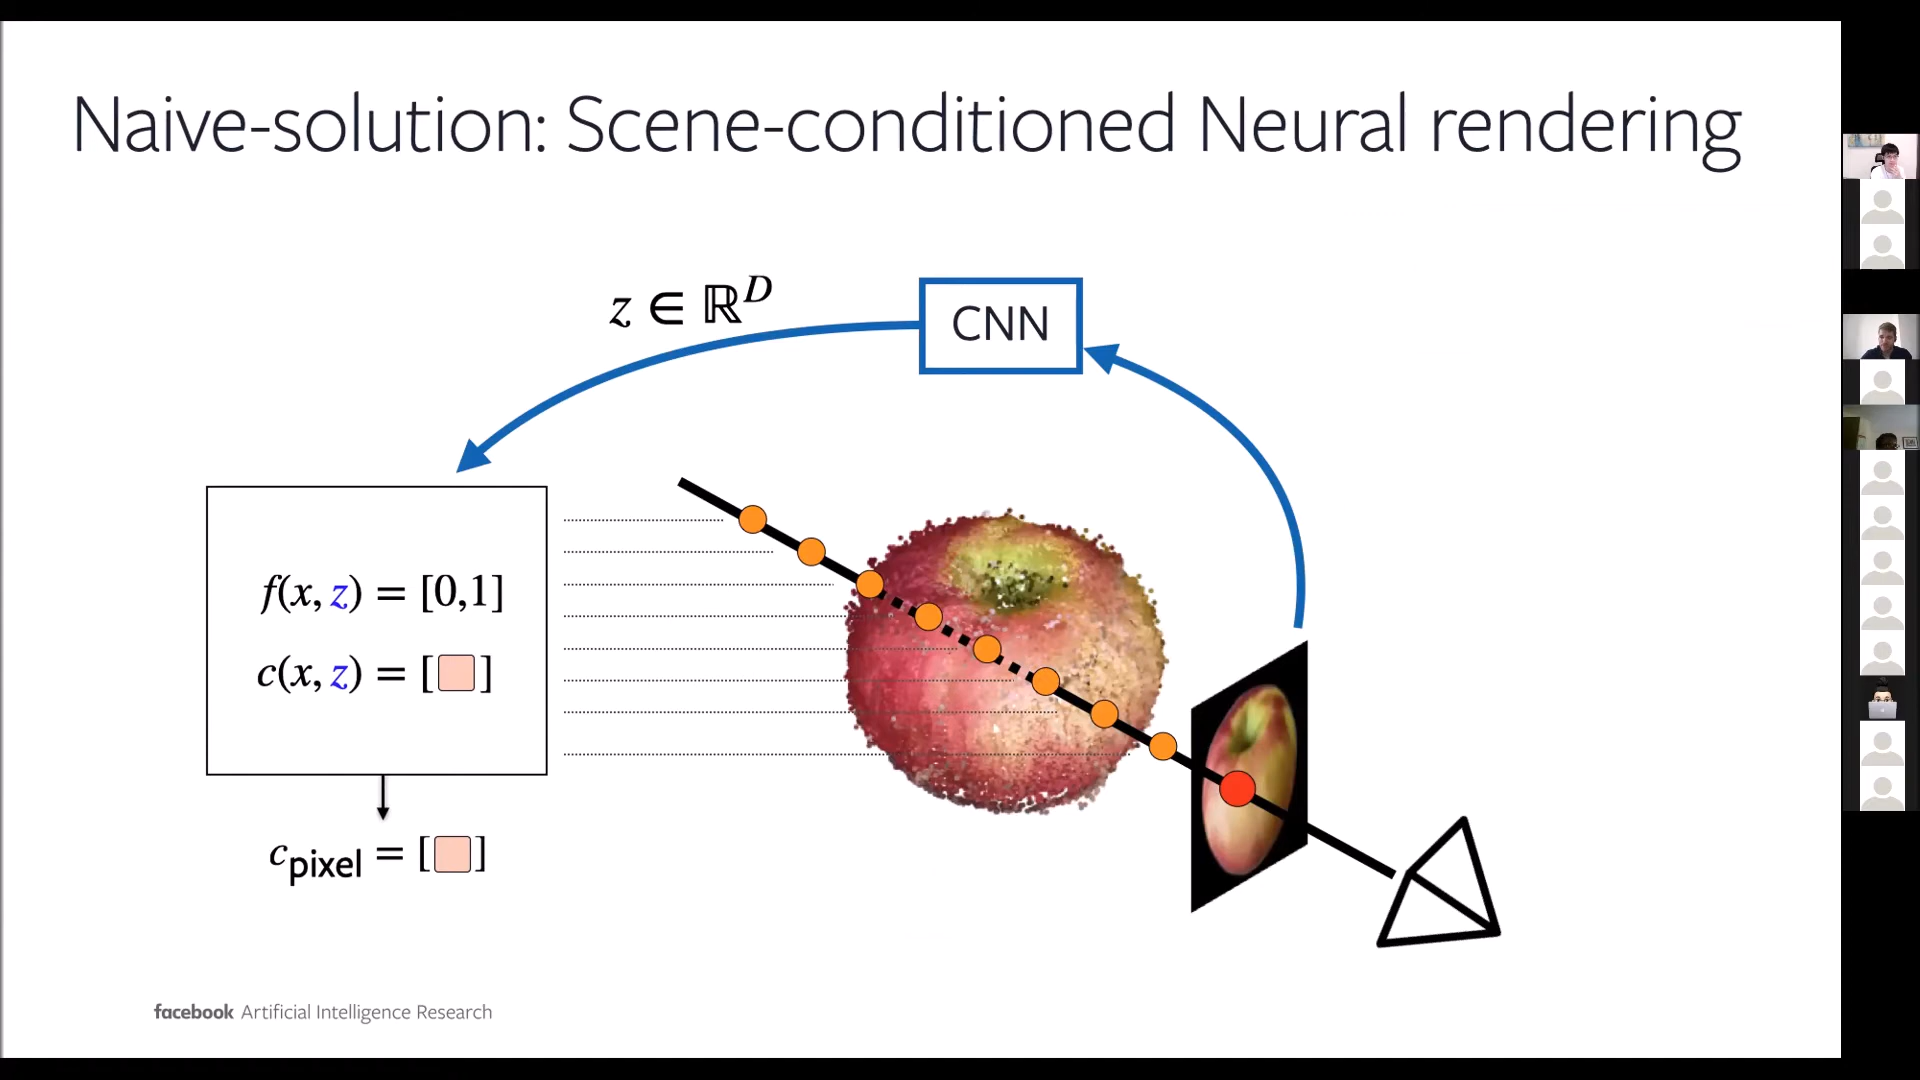 Naive-solution: Scene-conditioned Neural rendering
z ∈ ℝ^D
CNN
f(x, z) = [0,1]
c(x, z) = [ ]
c_pixel = [ ]
facebook Artificial Intelligence Research